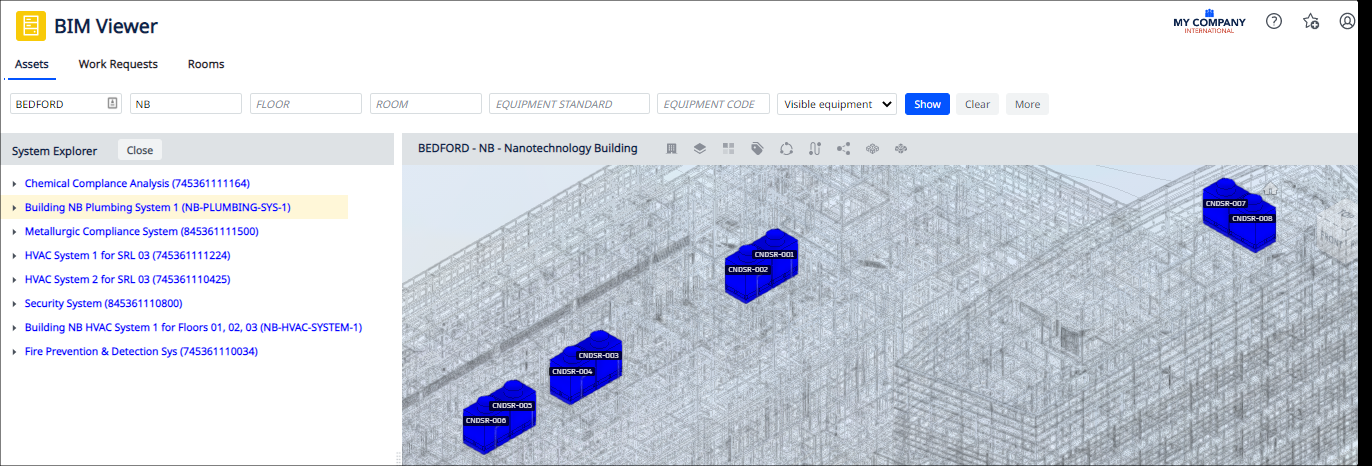 BIM Viewer
MY COMPANY
INTERNATIONAL
Assets Work Requests Rooms
BEDFORD NB FLOOR ROOM EQUIPMENT STANDARD EQUIPMENT CODE Visible equipment Show Clear More
System Explorer Close
BEDFORD - NB - Nanotechnology Building
Chemical Compliance Analysis (745361111164)
Building NB Plumbing System 1 (NB-PLUMBING-SYS-1)
Metallurgic Compliance System (845361111500)
HVAC System 1 for SRL 03 (745361111224)
HVAC System 2 for SRL 03 (745361110425)
Security System (845361110800)
Building NB HVAC System 1 for Floors 01, 02, 03 (NB-HVAC-SYSTEM-1)
Fire Prevention & Detection Sys (745361110034)
CNDSR-007
CNDSR-008
CNDSR-001
CNDSR-002
CNDSR-003
CNDSR-004
CNDSR-005
CNDSR-006